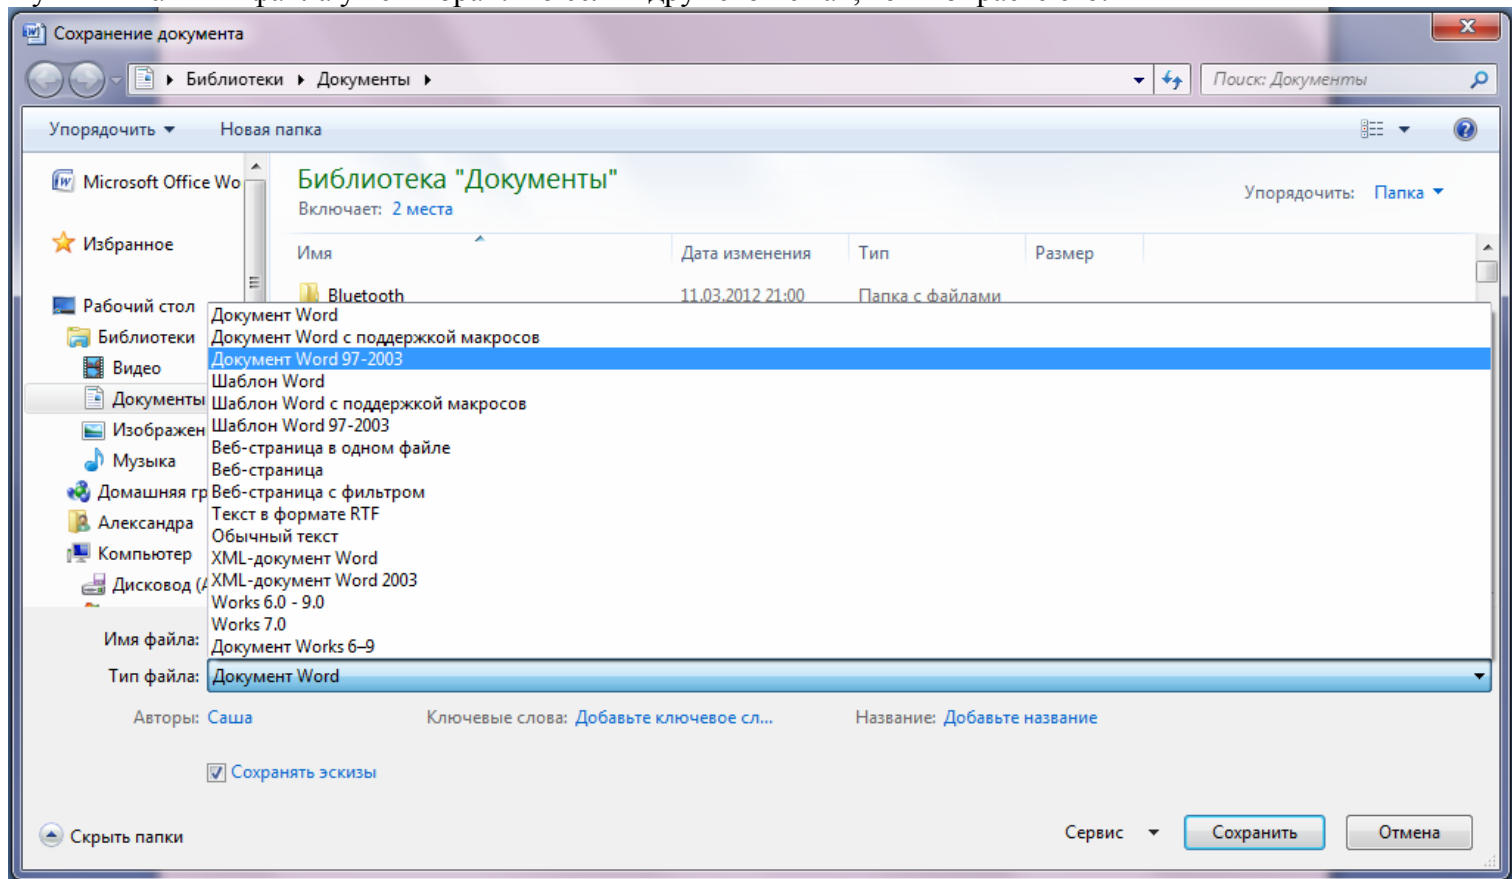 Сохранение документа
Библиотеки Документы
Поиск: Документы
Упорядочить Новая папка
Microsoft Office Wo
Избранное
Рабочий стол
Библиотеки
Видео
Документы
Изображен
Музыка
Домашняя гр
Александра
Компьютер
Дисковод (A
Библиотека "Документы"
Включает: 2 места
Упорядочить: Папка
Имя Дата изменения Тип Размер
Bluetooth 11.03.2012 21:00 Папка с файлами
Документ Word
Документ Word с поддержкой макросов
Документ Word 97-2003
Шаблон Word
Шаблон Word с поддержкой макросов
Шаблон Word 97-2003
Веб-страница в одном файле
Веб-страница
Веб-страница с фильтром
Текст в формате RTF
Обычный текст
XML-документ Word
XML-документ Word 2003
Works 6.0 - 9.0
Works 7.0
Документ Works 6–9
Имя файла:
Тип файла: Документ Word
Авторы: Саша Ключевые слова: Добавьте ключевое сл... Название: Добавьте название
Сохранять эскизы
Скрыть папки Сервис Сохранить Отмена